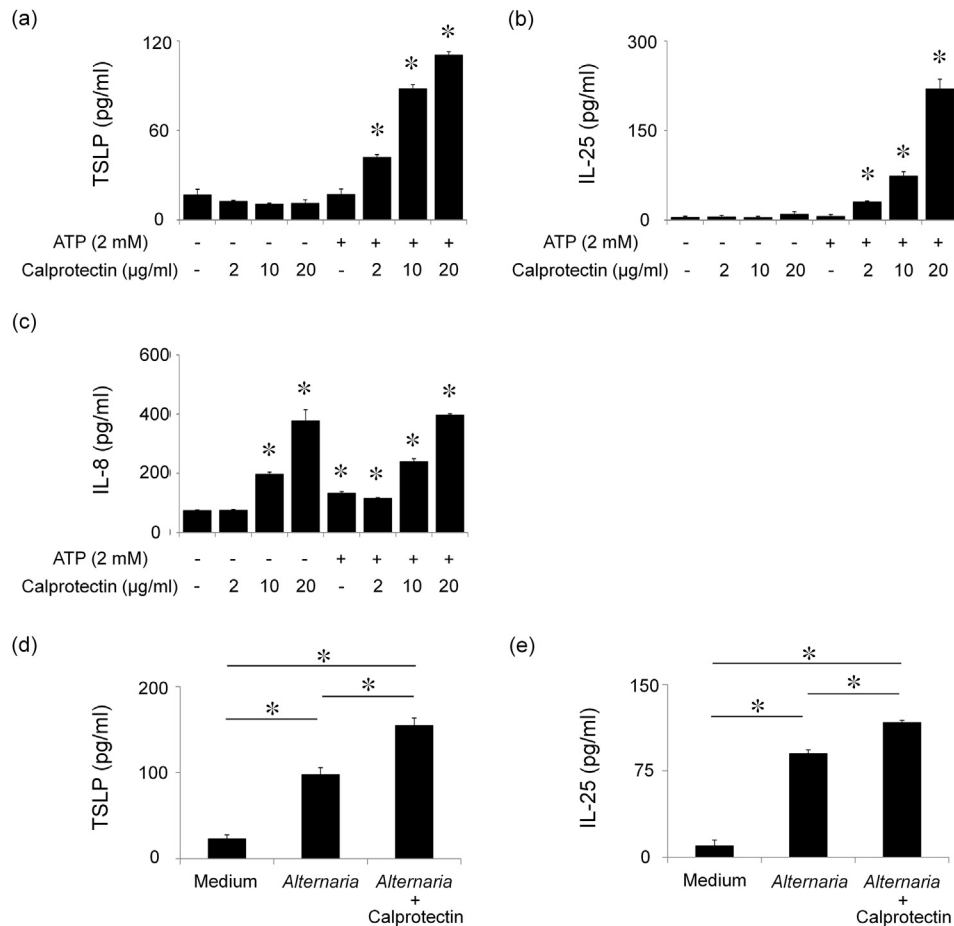 (a)
120
60
0
TSLP (pg/ml)
* * *
ATP (2 mM) - - - - + + + +
Calprotectin (µg/ml) - 2 10 20 - 2 10 20
(b)
300
150
0
IL-25 (pg/ml)
* * *
ATP (2 mM) - - - - + + + +
Calprotectin (µg/ml) - 2 10 20 - 2 10 20
(c)
600
400
200
0
IL-8 (pg/ml)
* * * * * *
ATP (2 mM) - - - - + + + +
Calprotectin (µg/ml) - 2 10 20 - 2 10 20
(d)
200
100
0
TSLP (pg/ml)
*
* *
Medium Alternaria Alternaria
+
Calprotectin
(e)
150
75
0
IL-25 (pg/ml)
*
* *
Medium Alternaria Alternaria
+
Calprotectin